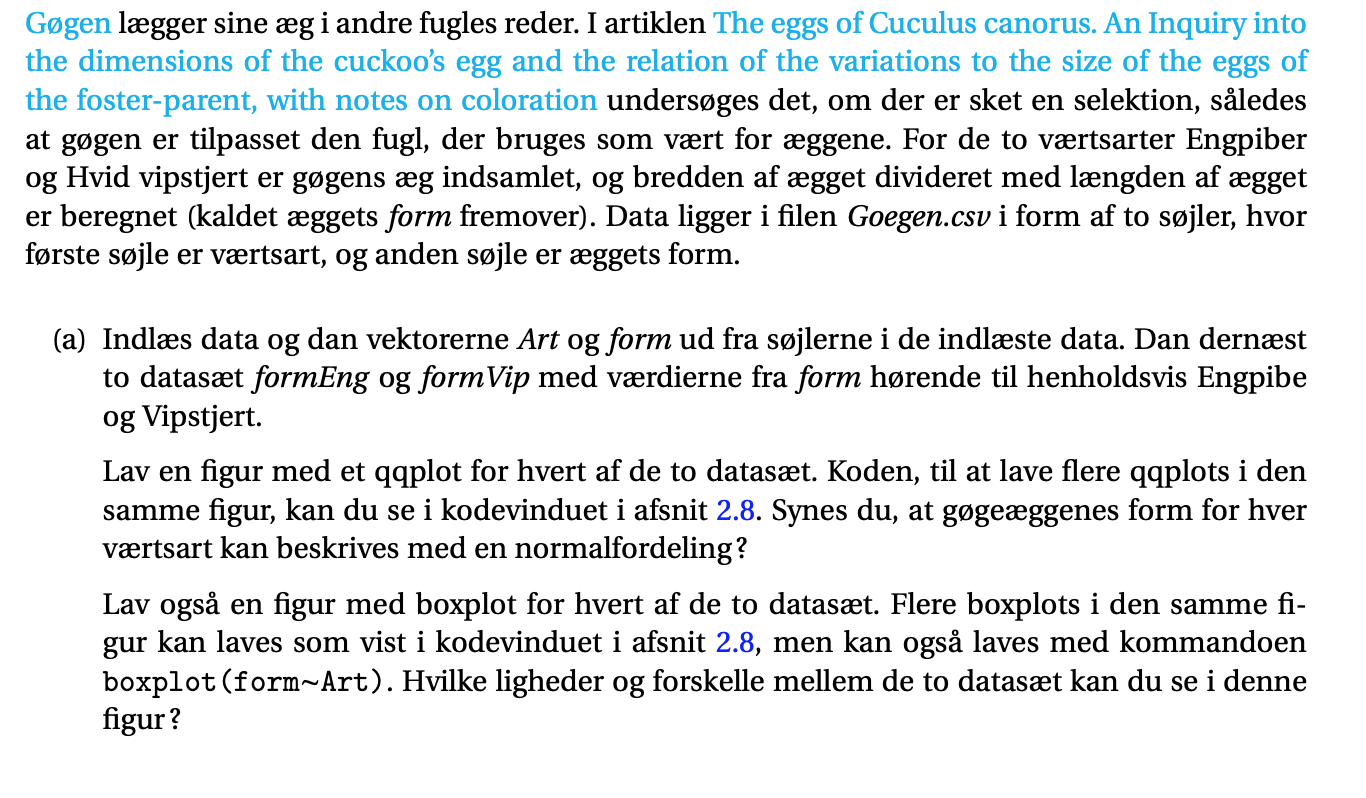 Gøgen lægger sine æg i andre fugles reder. I artiklen The eggs of Cuculus canorus. An Inquiry into
the dimensions of the cuckoo’s egg and the relation of the variations to the size of the eggs of
the foster-parent, with notes on coloration undersøges det, om der er sket en selektion, således
at gøgen er tilpasset den fugl, der bruges som vært for æggene. For de to værtsarter Engpiber
og Hvid vipstjert er gøgens æg indsamlet, og bredden af ægget divideret med længden af ægget
er beregnet (kaldet æggets form fremover). Data ligger i filen Goegen.csv i form af to søjler, hvor
første søjle er værtsart, og anden søjle er æggets form.
(a) Indlæs data og dan vektorerne Art og form ud fra søjlerne i de indlæste data. Dan dernæst
to datasæt formEng og formVip med værdierne fra form hørende til henholdsvis Engpibe
og Vipstjert.
Lav en figur med et qqplot for hvert af de to datasæt. Koden, til at lave flere qqplots i den
samme figur, kan du se i kodevinduet i afsnit 2.8. Synes du, at gøgeæggenes form for hver
værtsart kan beskrives med en normalfordeling?
Lav også en figur med boxplot for hvert af de to datasæt. Flere boxplots i den samme fi-
gur kan laves som vist i kodevinduet i afsnit 2.8, men kan også laves med kommandoen
boxplot(form~Art). Hvilke ligheder og forskelle mellem de to datasæt kan du se i denne
figur?